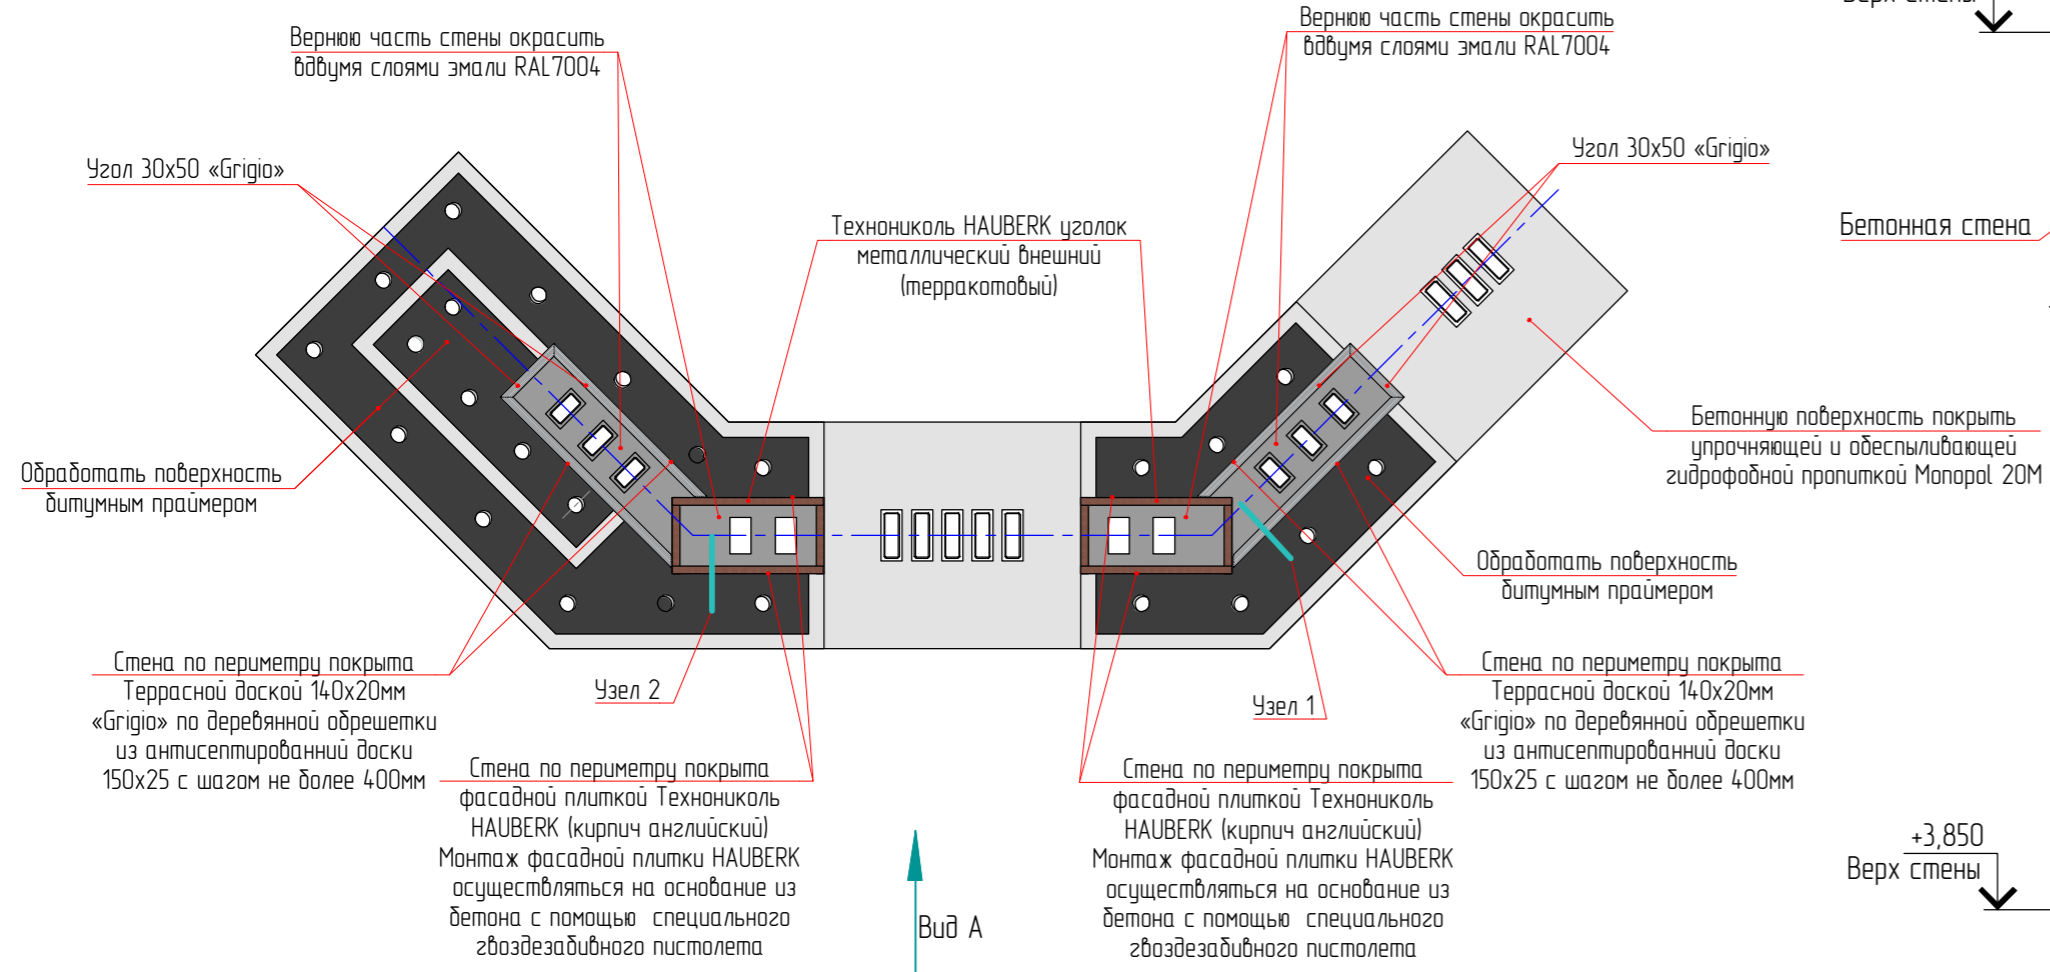 Вернюю часть стены окрасить
вдвумя слоями эмали RAL7004
Вернюю часть стены окрасить
вдвумя слоями эмали RAL7004
Угол 30х50 «Grigio»
Угол 30х50 «Grigio»
Технониколь HAUBERK уголок
металлический внешний
(терракотовый)
Бетонная стена
Бетонную поверхность покрыть
упрочняющей и обеспыливающей
гидрофобной пропиткой Monopol 20М
Обработать поверхность
битумным праймером
Обработать поверхность
битумным праймером
Стена по периметру покрыта
Террасной доской 140х20мм
«Grigio» по деревянной обрешетки
из антисептированний доски
150х25 с шагом не более 400мм
Узел 2
Узел 1
Стена по периметру покрыта
Террасной доской 140х20мм
«Grigio» по деревянной обрешетки
из антисептированний доски
150х25 с шагом не более 400мм
Стена по периметру покрыта
фасадной плиткой Технониколь
HAUBERK (кирпич английский)
Монтаж фасадной плитки HAUBERK
осуществляться на основание из
бетона с помощью специального
гвоздезабивного пистолета
Стена по периметру покрыта
фасадной плиткой Технониколь
HAUBERK (кирпич английский)
Монтаж фасадной плитки HAUBERK
осуществляться на основание из
бетона с помощью специального
гвоздезабивного пистолета
Вид А
+3,850
Верх стены